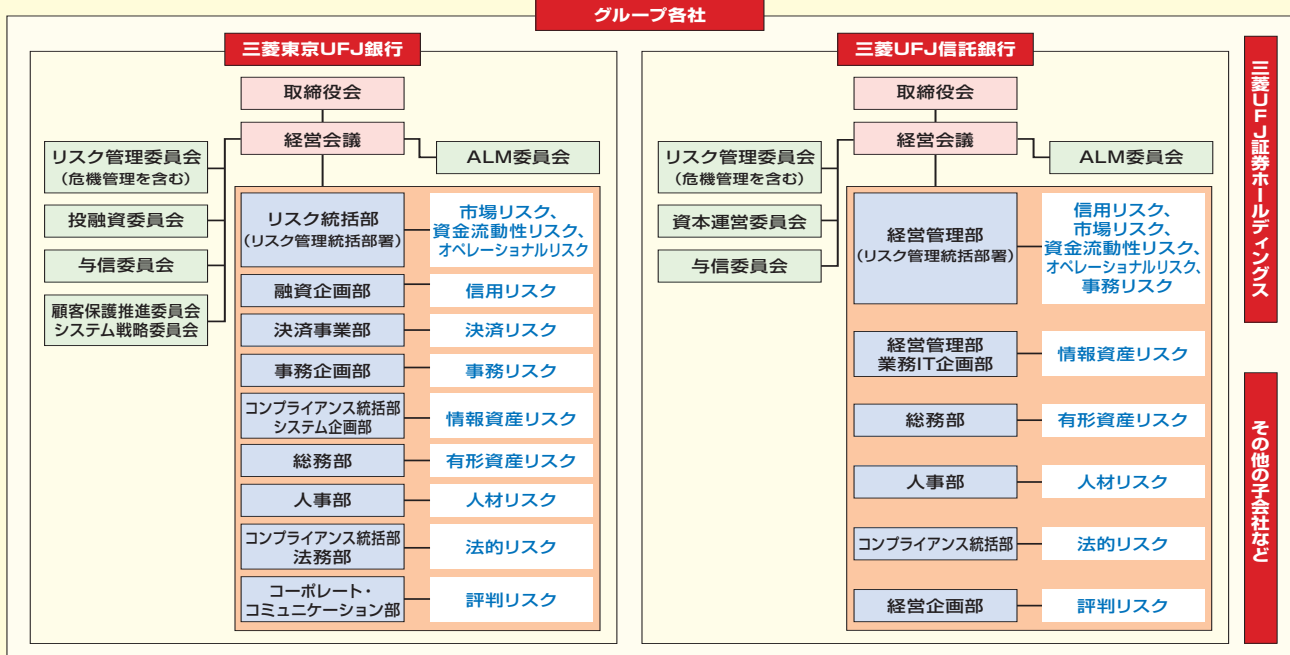 グループ各社
三菱東京UFJ銀行
取締役会
経営会議
リスク管理委員会
(危機管理を含む)
投融資委員会
与信委員会
顧客保護推進委員会
システム戦略委員会
ALM委員会
リスク統括部
(リスク管理統括部署)
市場リスク、
資金流動性リスク、
オペレーショナルリスク
融資企画部
信用リスク
決済事業部
決済リスク
事務企画部
事務リスク
コンプライアンス統括部
システム企画部
情報資産リスク
総務部
有形資産リスク
人事部
人材リスク
コンプライアンス統括部
法務部
法的リスク
コーポレート・
コミュニケーション部
評判リスク
三菱UFJ信託銀行
取締役会
経営会議
リスク管理委員会
(危機管理を含む)
資本運営委員会
与信委員会
ALM委員会
経営管理部
(リスク管理統括部署)
信用リスク、
市場リスク、
資金流動性リスク、
オペレーショナルリスク、
事務リスク
経営管理部
業務IT企画部
情報資産リスク
総務部
有形資産リスク
人事部
人材リスク
コンプライアンス統括部
法的リスク
経営企画部
評判リスク
三菱UFJ証券ホールディングス
その他の子会社など